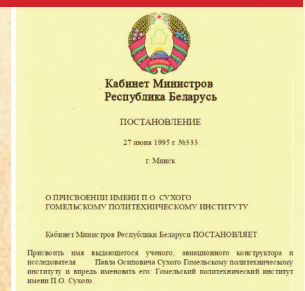 Кабинет Министров
Республика Беларусь
ПОСТАНОВЛЕНИЕ
27 июня 1995 г. №333
г. Минск
О ПРИСВОЕНИИ ИМЕНИ П.О. СУХОГО
ГОМЕЛЬСКОМУ ПОЛИТЕХНИЧЕСКОМУ ИНСТИТУТУ
Кабинет Министров Республики Беларуси ПОСТАНОВЛЯЕТ:
Присвоить имя выдающегося ученого, авиационного конструктора и
исследователя Павла Осиповича Сухого Гомельскому политехническому
институту и впредь именовать его: Гомельский политехнический институт
имени П.О. Сухого.